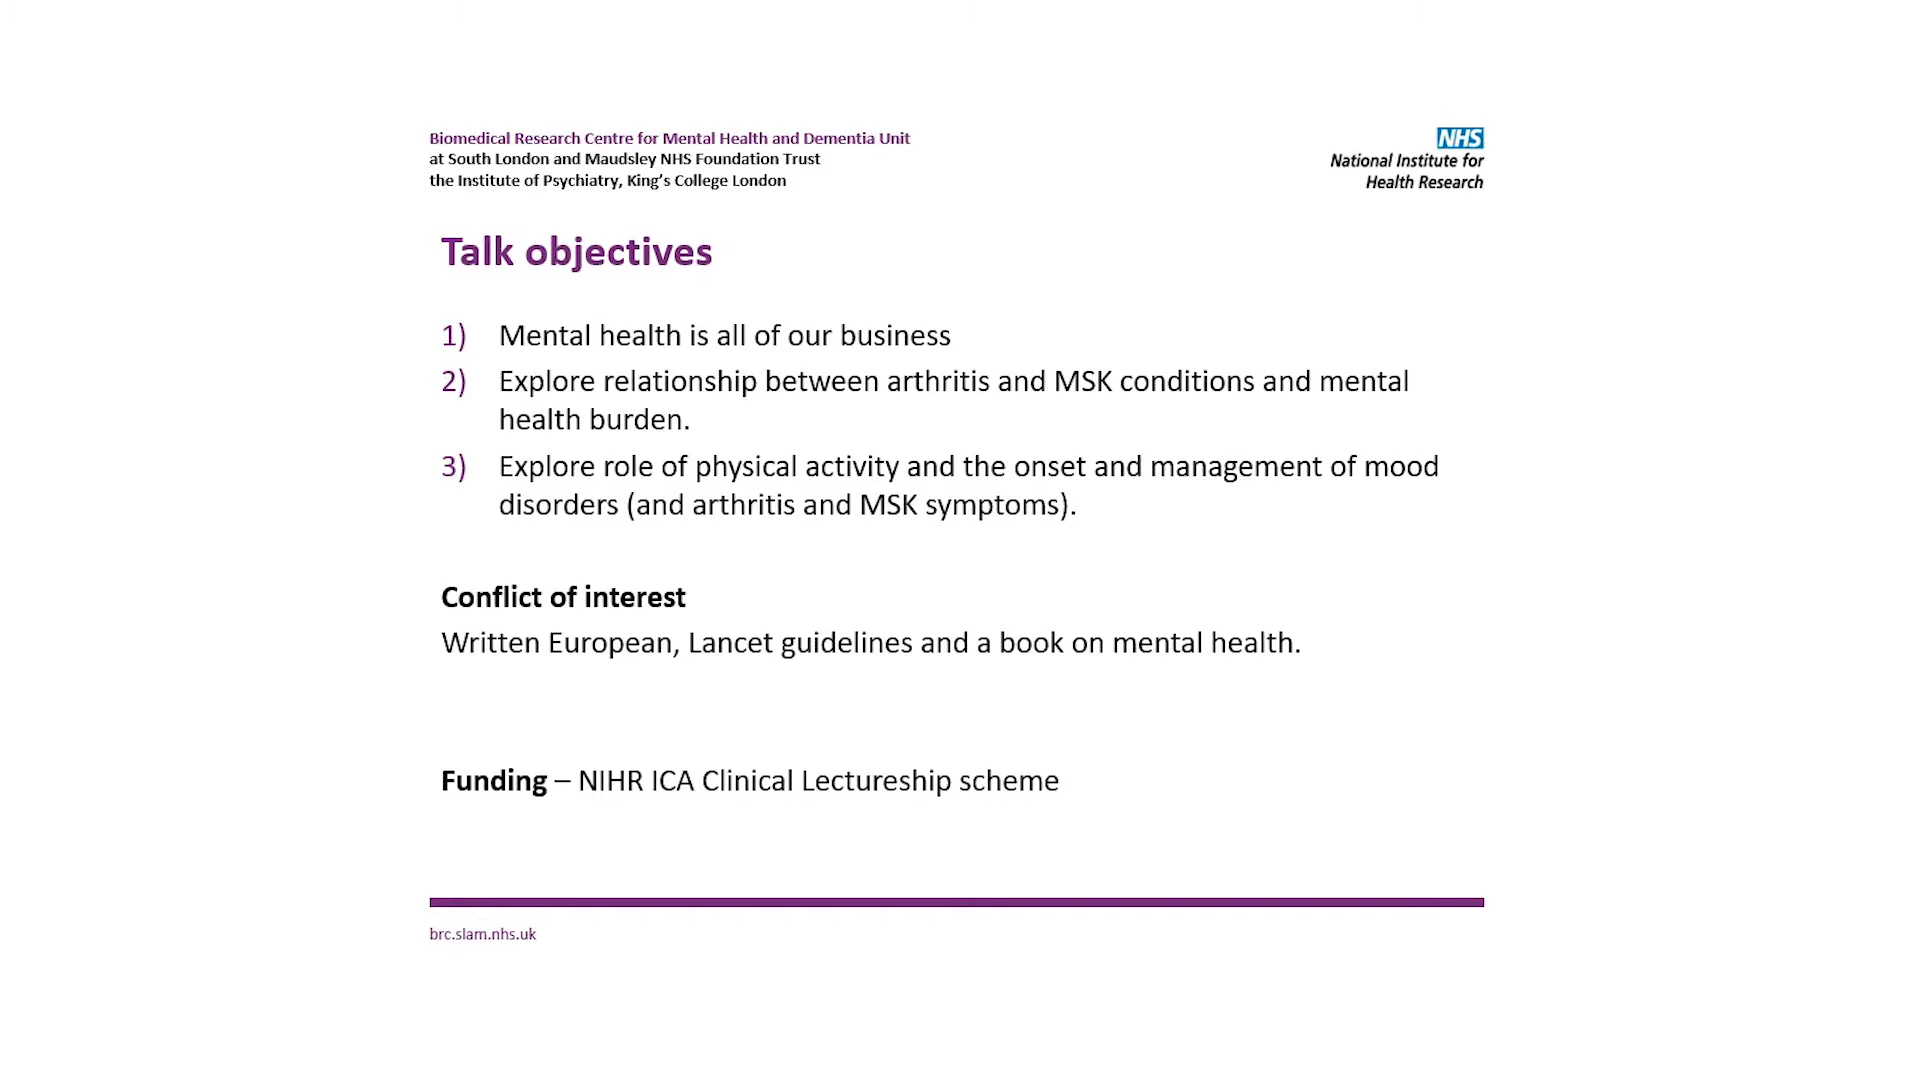 Biomedical Research Centre for Mental Health and Dementia Unit
at South London and Maudsley NHS Foundation Trust
the Institute of Psychiatry, King's College London
NHS
National Institute for
Health Research
Talk objectives
1) Mental health is all of our business
2) Explore relationship between arthritis and MSK conditions and mental
health burden.
3) Explore role of physical activity and the onset and management of mood
disorders (and arthritis and MSK symptoms).
Conflict of interest
Written European, Lancet guidelines and a book on mental health.
Funding – NIHR ICA Clinical Lectureship scheme
brc.slam.nhs.uk